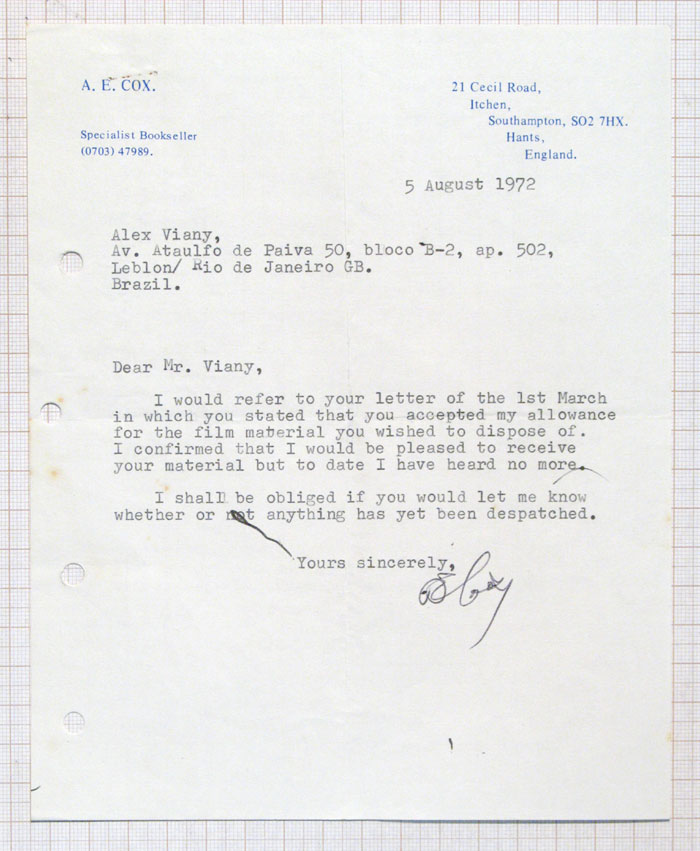 A. E. COX.
Specialist Bookseller
(0703) 47989.
21 Cecil Road,
Itchen,
Southampton, SO2 7HX.
Hants,
England.
5 August 1972
Alex Viany,
Av. Ataulfo de Paiva 50, bloco B-2, ap. 502,
Leblon/ Rio de Janeiro GB.
Brazil.
Dear Mr. Viany,
I would refer to your letter of the 1st March
in which you stated that you accepted my allowance
for the film material you wished to dispose of.
I confirmed that I would be pleased to receive
your material but to date I have heard no more.
I shall be obliged if you would let me know
whether or not anything has yet been despatched.
Yours sincerely,
AECox